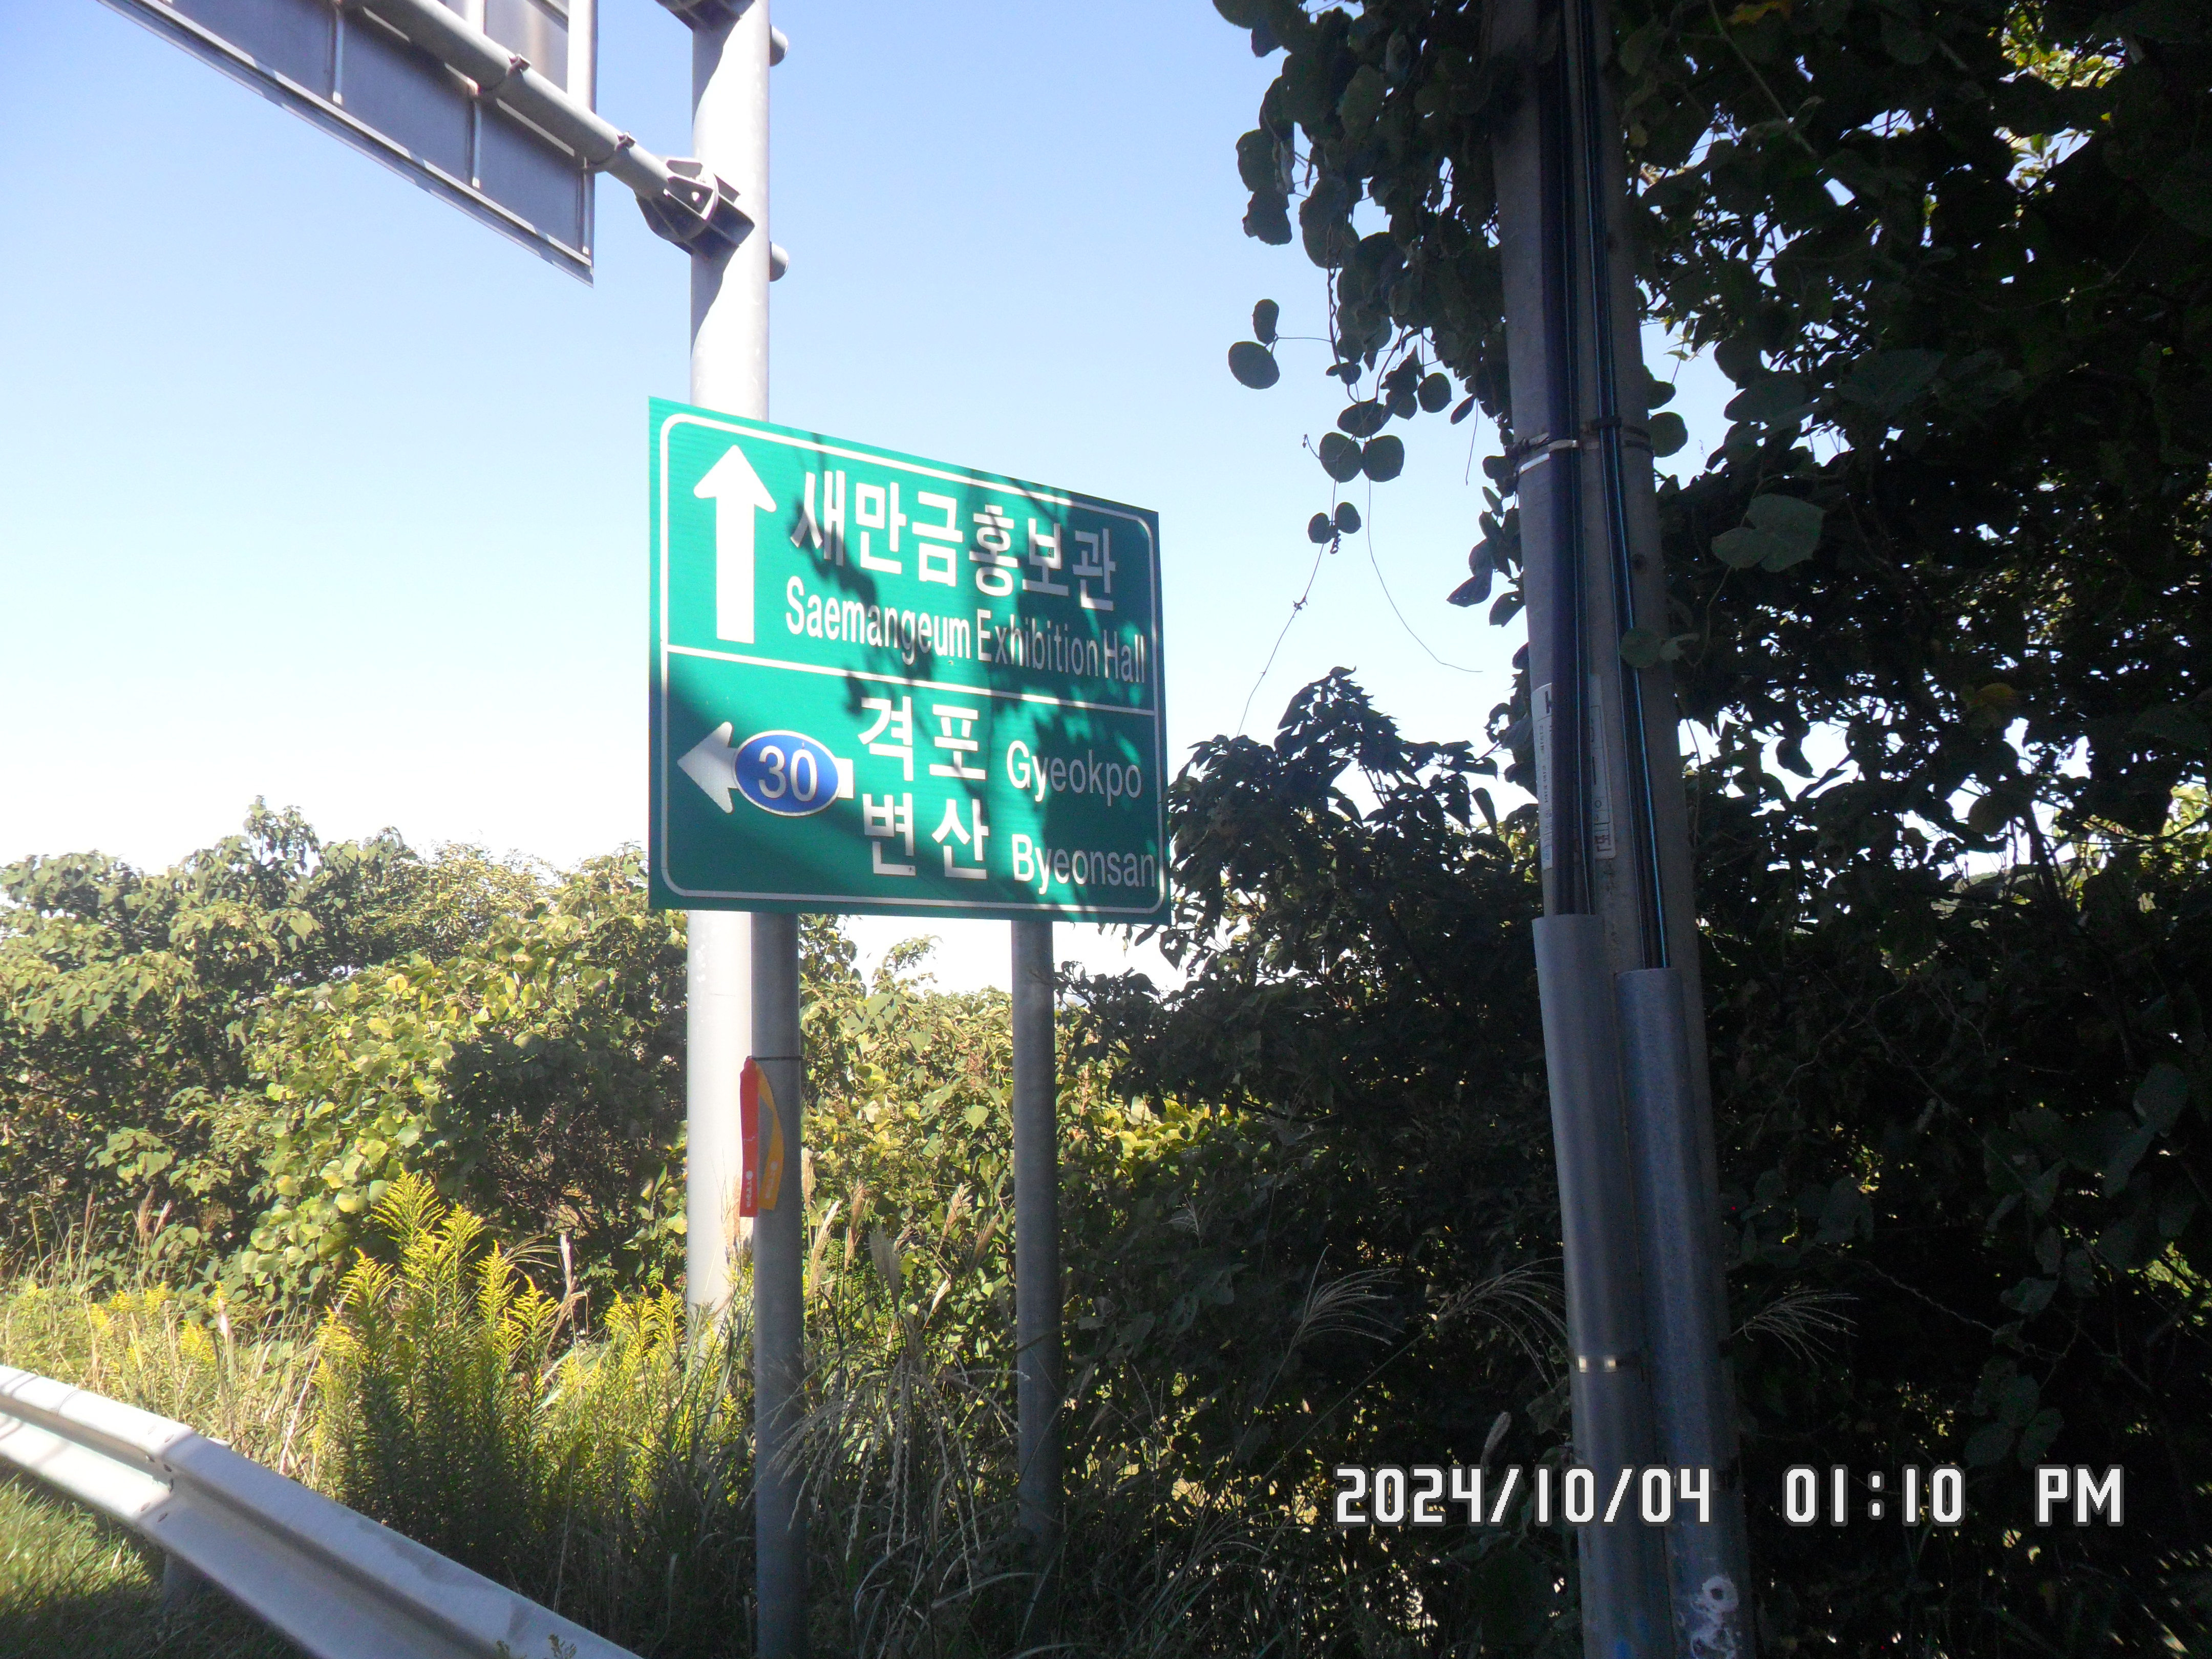 새만금홍보관
Saemangeum Exhibition Hall
30
격포 Gyeokpo
변산 Byeonsan
2024/10/04 01:10 PM